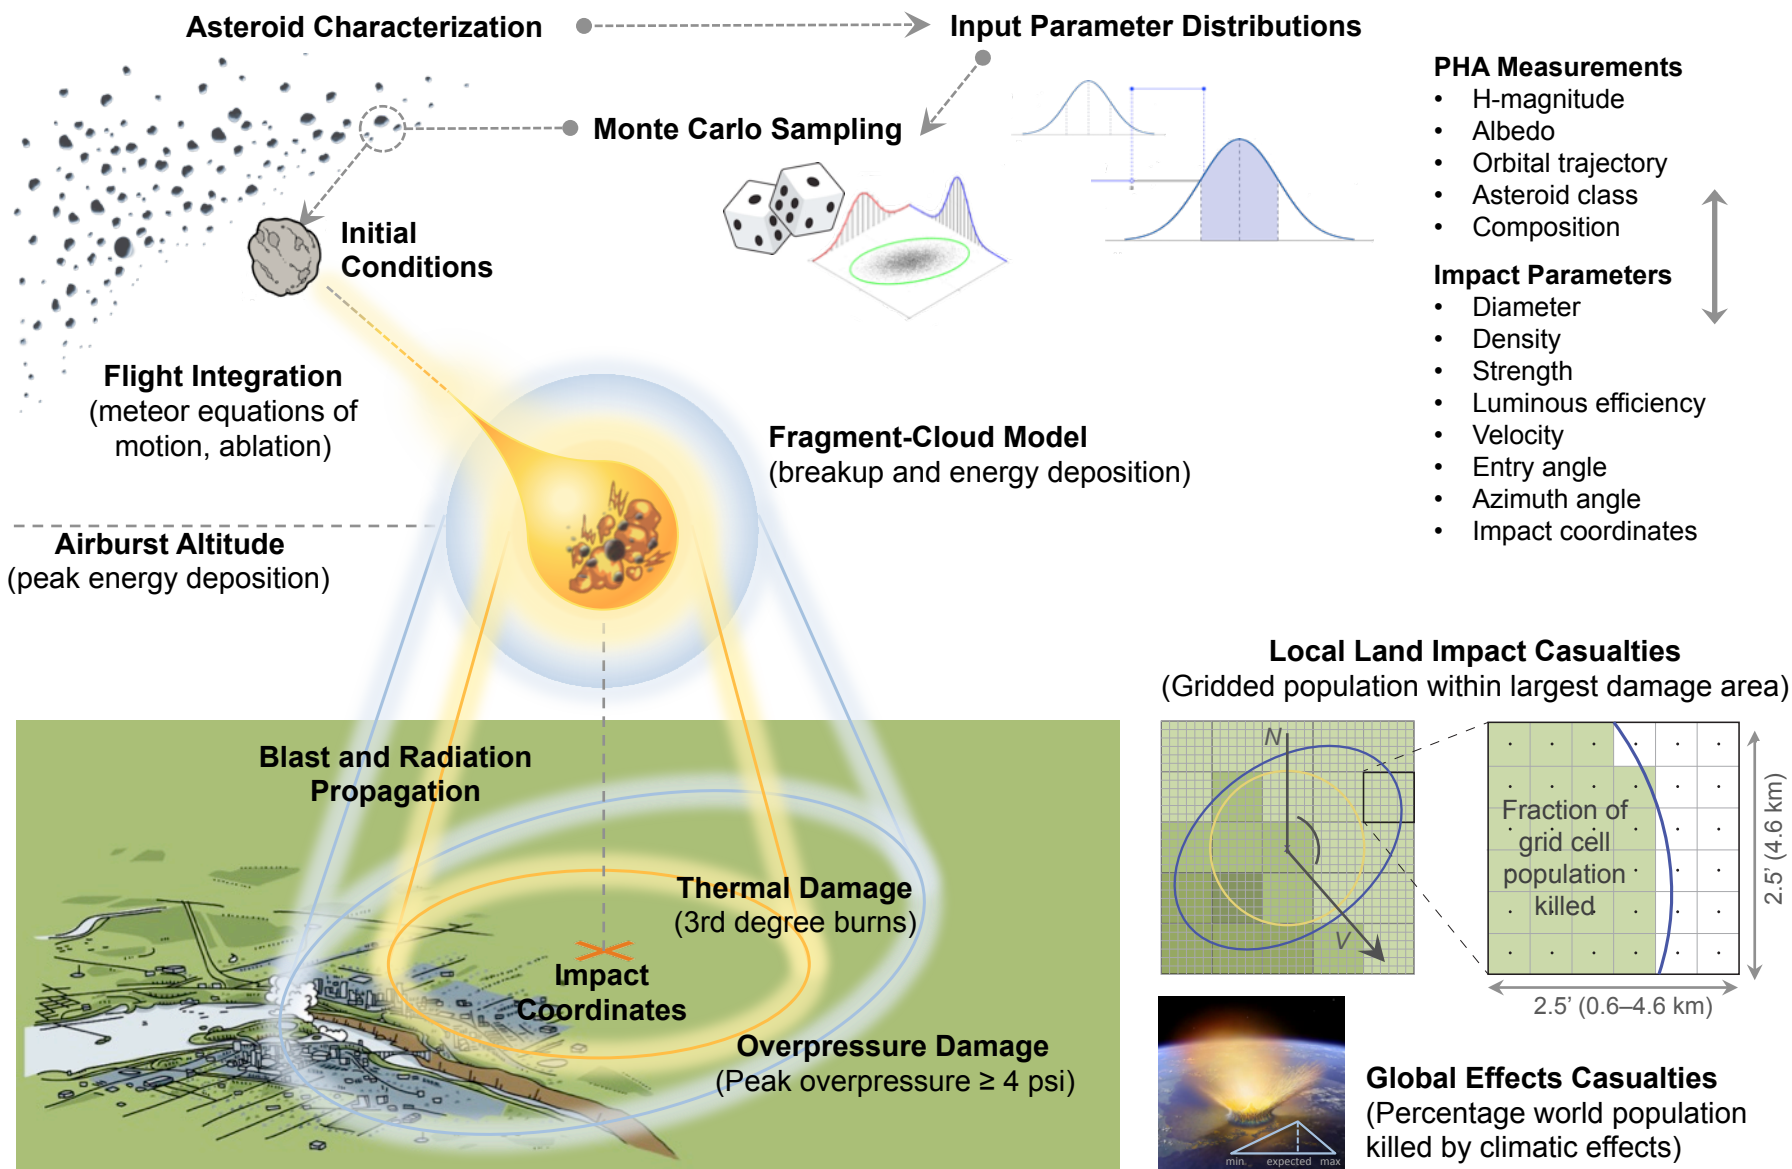 Asteroid Characterization
Input Parameter Distributions
Monte Carlo Sampling
Initial
Conditions
Flight Integration
(meteor equations of
motion, ablation)
Fragment-Cloud Model
(breakup and energy deposition)
Airburst Altitude
(peak energy deposition)
Blast and Radiation
Propagation
Thermal Damage
(3rd degree burns)
Impact
Coordinates
Overpressure Damage
(Peak overpressure ≥ 4 psi)
PHA Measurements
• H-magnitude
• Albedo
• Orbital trajectory
• Asteroid class
• Composition
Impact Parameters
• Diameter
• Density
• Strength
• Luminous efficiency
• Velocity
• Entry angle
• Azimuth angle
• Impact coordinates
Local Land Impact Casualties
(Gridded population within largest damage area)
N
V
Fraction of
grid cell
population
killed
2.5' (4.6 km)
2.5' (0.6–4.6 km)
min. expected max
Global Effects Casualties
(Percentage world population
killed by climatic effects)